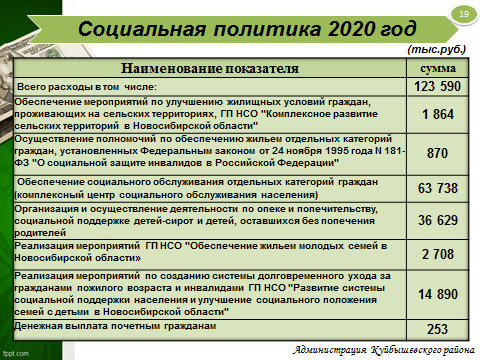 19
Социальная политика 2020 год
(тыс.руб.)
Наименование показателя
сумма
Всего расходы в том числе:
123 590
Обеспечение мероприятий по улучшению жилищных условий граждан,
проживающих на сельских территориях, ГП НСО "Комплексное развитие
сельских территорий в Новосибирской области"
1 864
Осуществление полномочий по обеспечению жильем отдельных категорий
граждан, установленных Федеральным законом от 24 ноября 1995 года N 181-
ФЗ "О социальной защите инвалидов в Российской Федерации"
870
Обеспечение социального обслуживания отдельных категорий граждан
(комплексный центр социального обслуживания населения)
63 738
Организация и осуществление деятельности по опеке и попечительству,
социальной поддержке детей-сирот и детей, оставшихся без попечения
родителей
36 629
Реализация мероприятий ГП НСО "Обеспечение жильем молодых семей в
Новосибирской области»
2 708
Реализация мероприятий по созданию системы долговременного ухода за
гражданами пожилого возраста и инвалидами ГП НСО "Развитие системы
социальной поддержки населения и улучшение социального положения
семей с детьми в Новосибирской области"
14 890
Денежная выплата почетным гражданам
253
Администрация Куйбышевского района
fppt.com